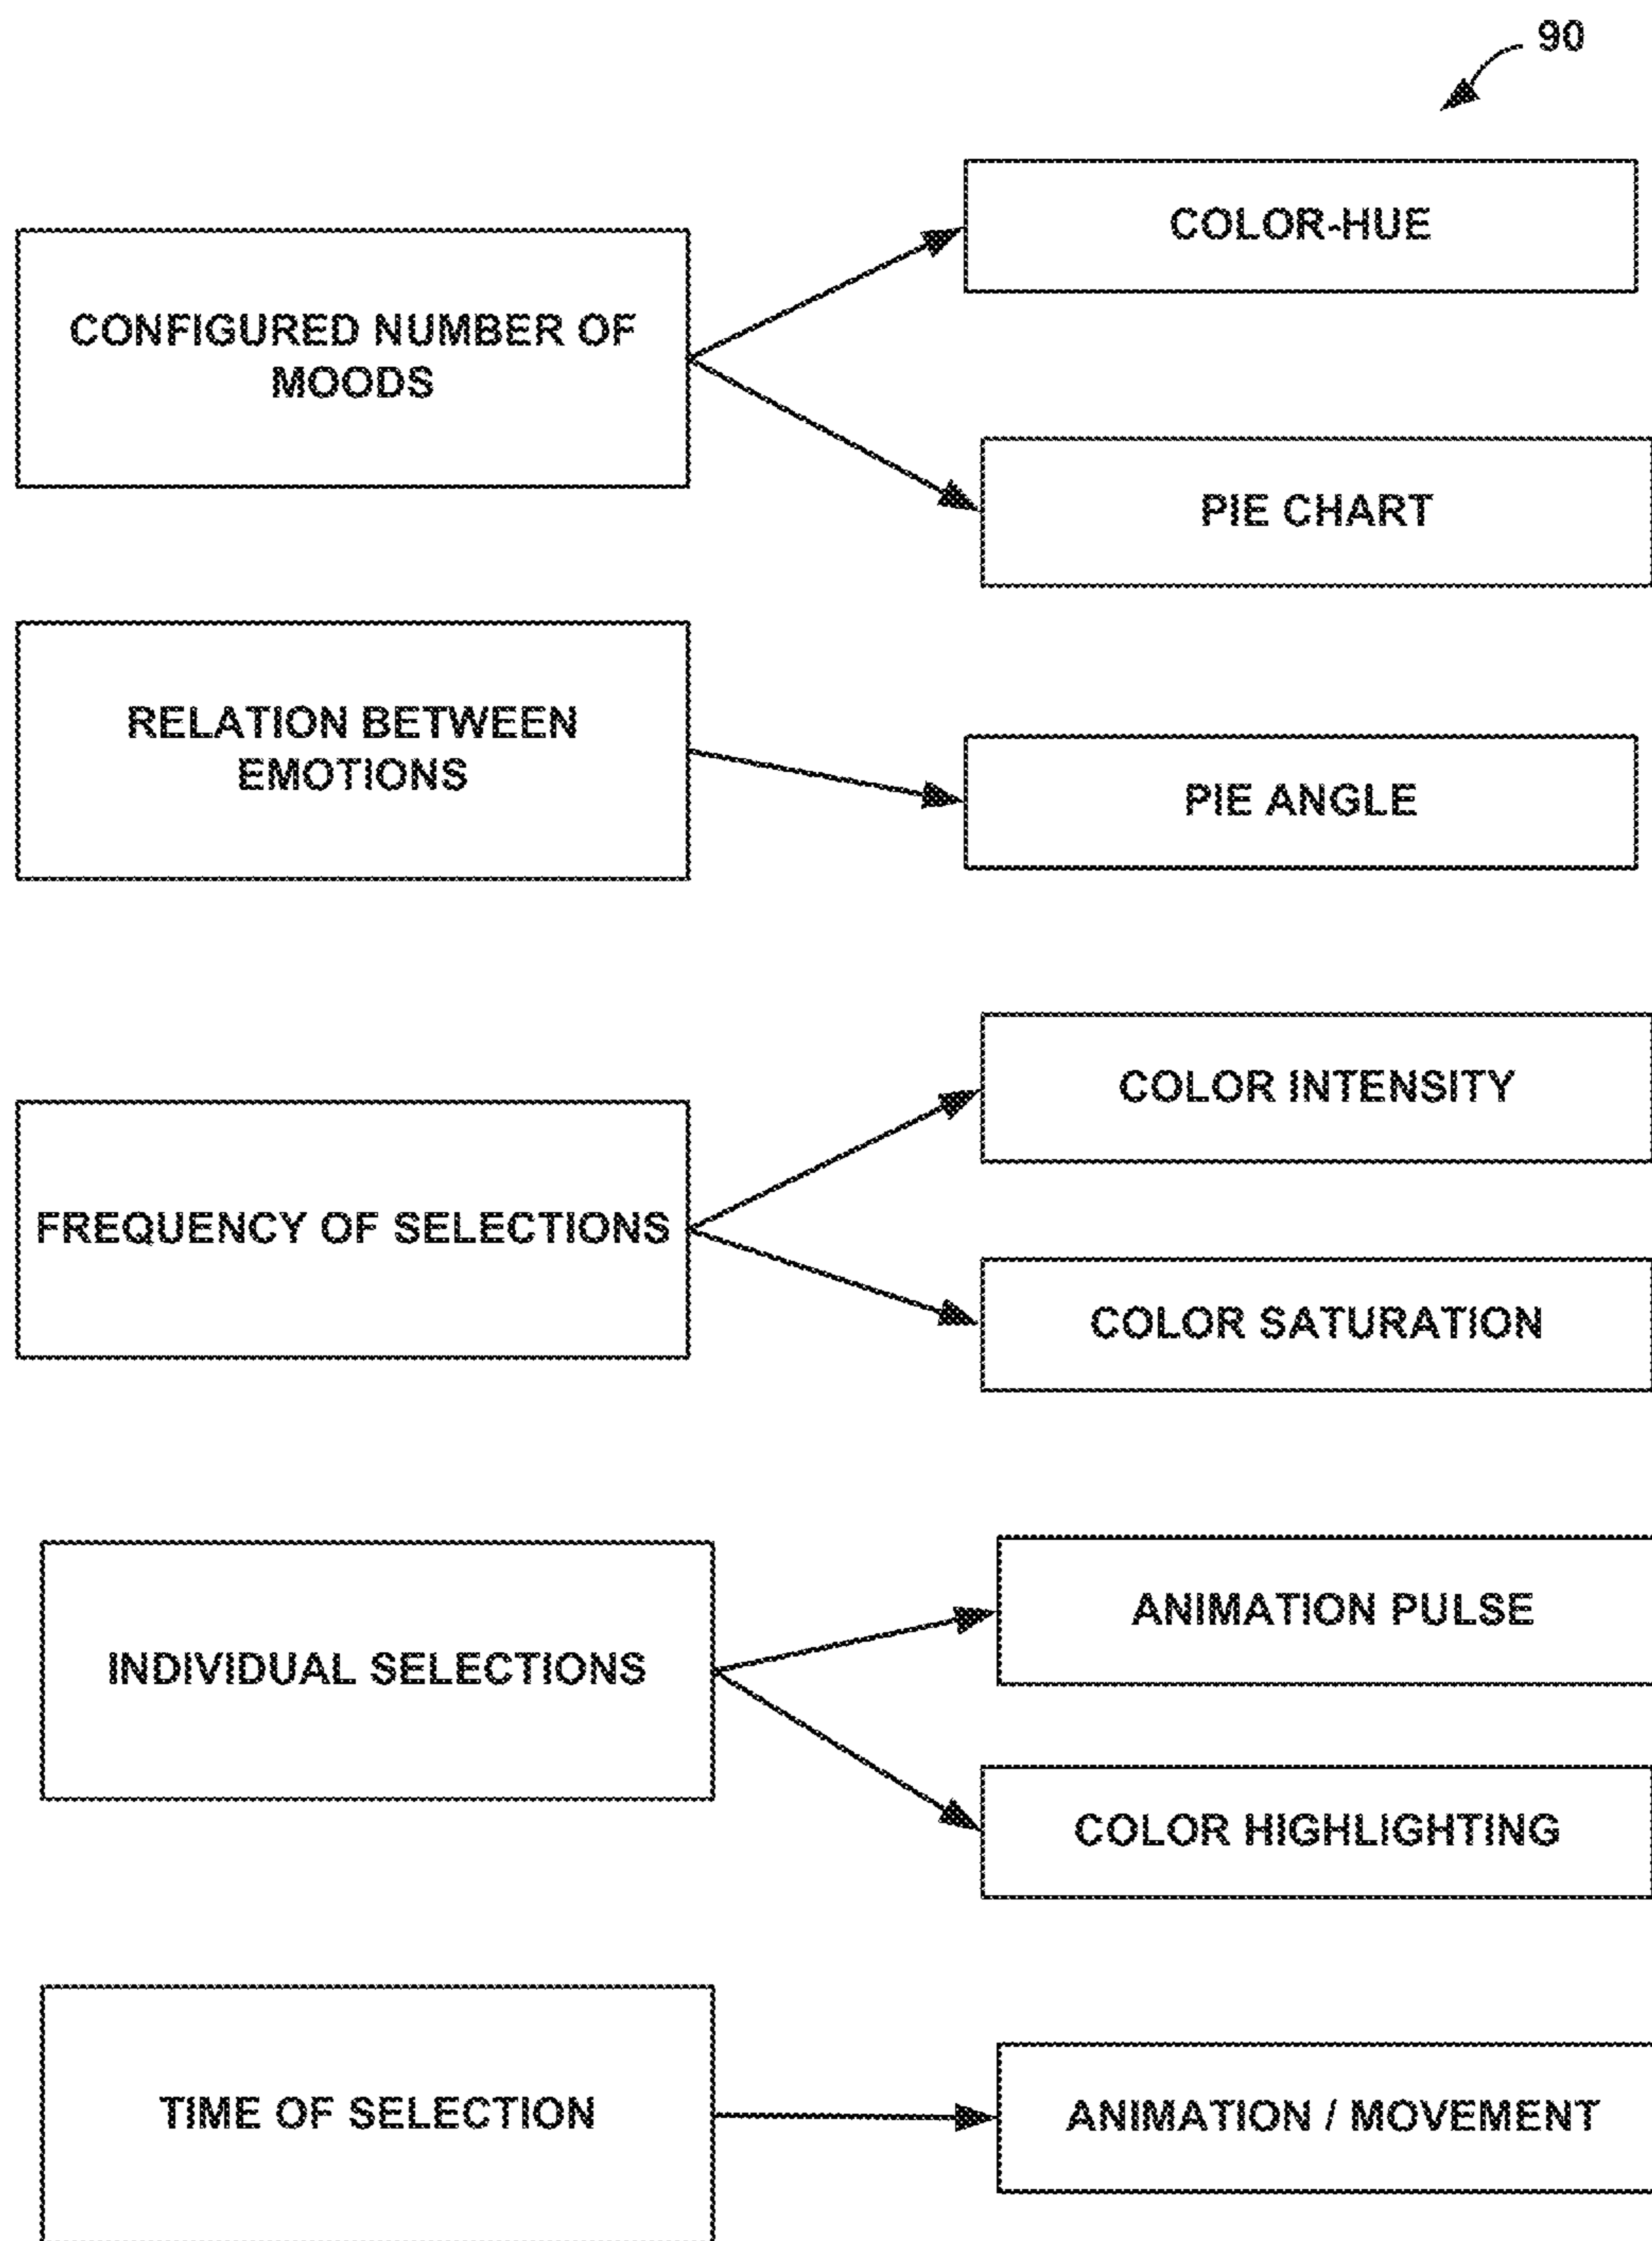 90
COLOR-HUE
CONFIGURED NUMBER OF
MOODS
PIE CHART
RELATION BETWEEN
EMOTIONS
PIE ANGLE
COLOR INTENSITY
FREQUENCY OF SELECTIONS
COLOR SATURATION
ANIMATION PULSE
INDIVIDUAL SELECTIONS
COLOR HIGHLIGHTING
TIME OF SELECTION
ANIMATION / MOVEMENT